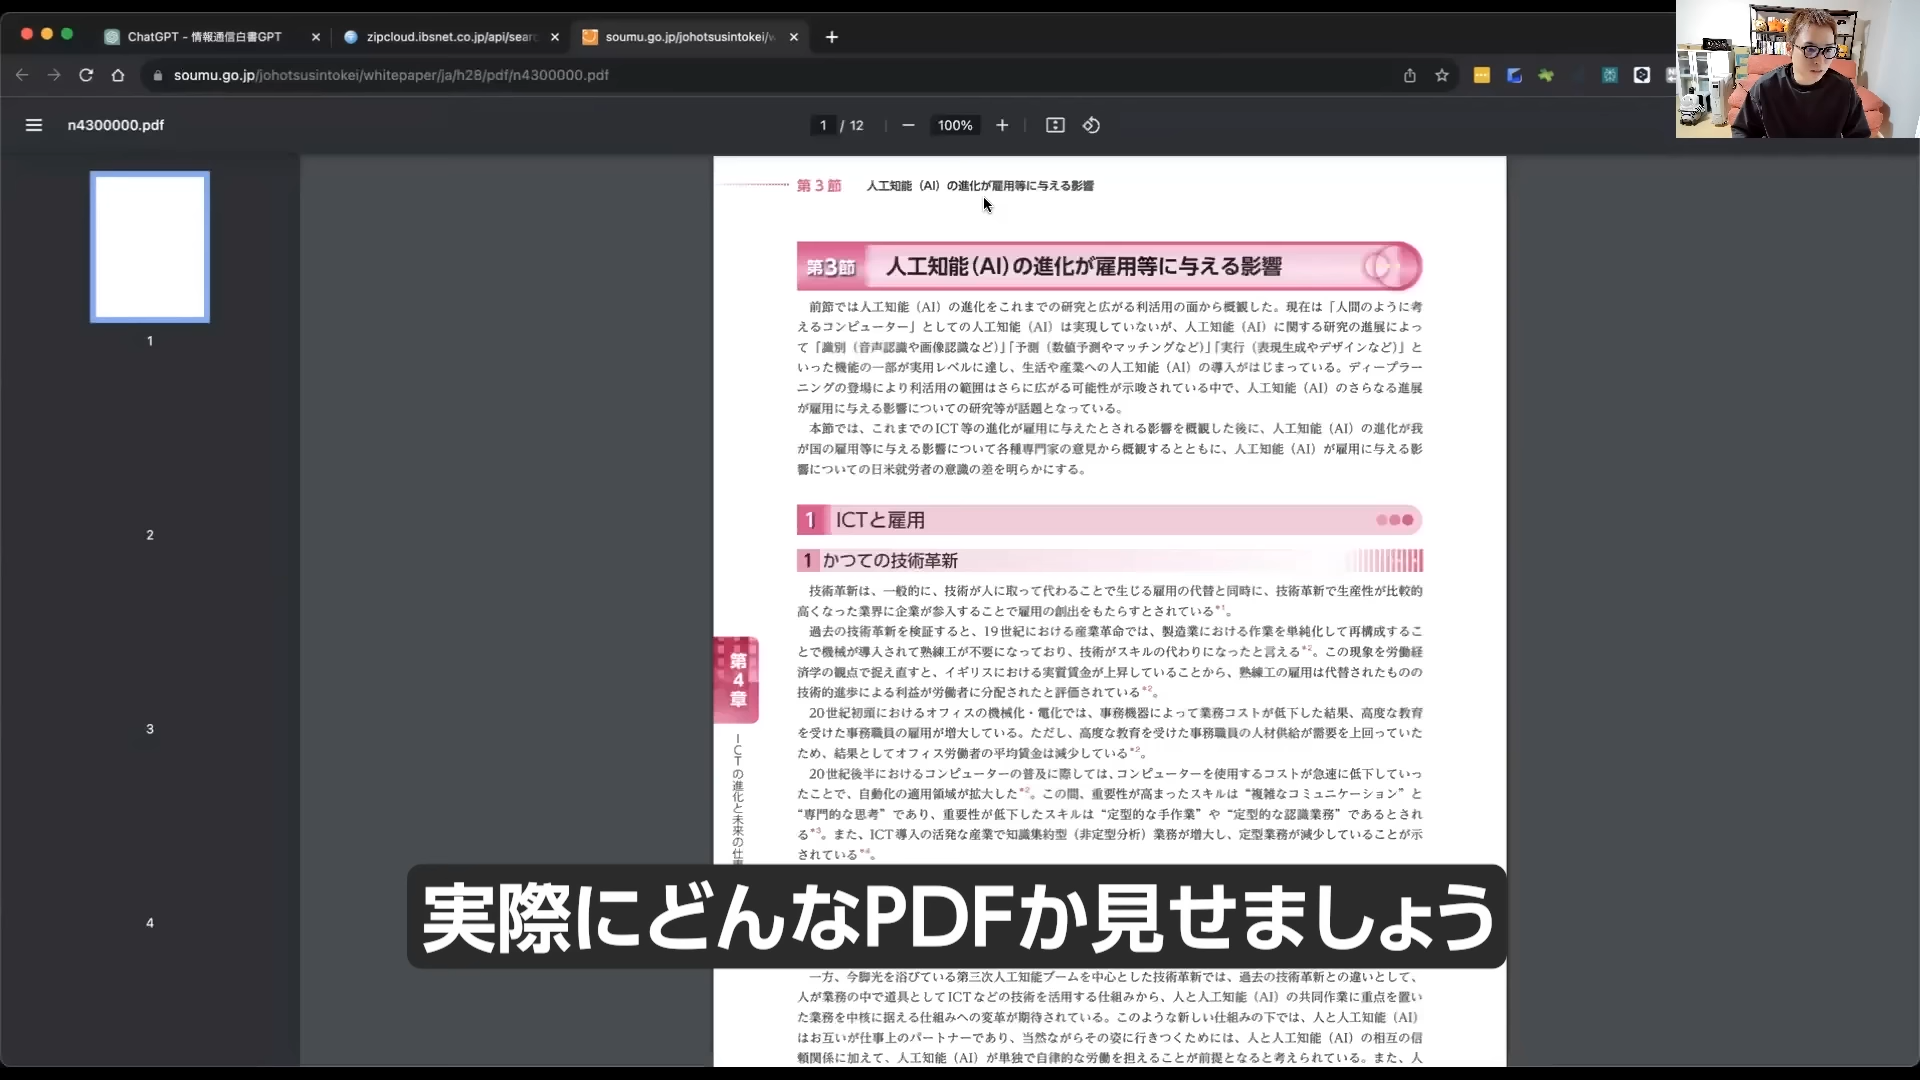 ChatGPT - 情報通信白書GPT
zipcloud.ibsnet.co.jp/api/sear
soumu.go.jp/johotsusintokei/w
soumu.go.jp/johotsusintokei/whitepaper/ja/h28/pdf/n4300000.pdf
n4300000.pdf
1 / 12
100%
1
2
3
4
第3節 人工知能（AI）の進化が雇用等に与える影響
第3節 人工知能（AI）の進化が雇用等に与える影響
前節では人工知能（AI）の進化をこれまでの研究と広がる利活用の面から概観した。現在は「人間のように考
えるコンピューター」としての人工知能（AI）は実現していないが、人工知能（AI）に関する研究の進展によっ
て「識別（音声認識や画像認識など）」「予測（数値予測やマッチングなど）」「実行（表現生成やデザインなど）」と
いった機能の一部が実用レベルに達し、生活や産業への人工知能（AI）の導入がはじまっている。ディープラー
ニングの登場により利活用の範囲はさらに広がる可能性が示唆されている中で、人工知能（AI）のさらなる進展
が雇用に与える影響についての研究等が話題となっている。
本節では、これまでのICT等の進化が雇用に与えたとされる影響を概観した後に、人工知能（AI）の進化が我
が国の雇用等に与える影響について各種専門家の意見から概観するとともに、人工知能（AI）が雇用に与える影
響についての日米就労者の意識の差を明らかにする。
1 ICTと雇用
1 かつての技術革新
技術革新は、一般的に、技術が人に取って代わることで生じる雇用の代替と同時に、技術革新で生産性が比較的
高くなった業界に企業が参入することで雇用の創出をもたらすとされている*1。
過去の技術革新を検証すると、19世紀における産業革命では、製造業における作業を単純化して再構成するこ
とで機械が導入されて熟練工が不要になっており、技術がスキルの代わりになったと言える*2。この現象を労働経
済学の観点で捉え直すと、イギリスにおける実質賃金が上昇していることから、熟練工の雇用は代替されたものの
技術的進歩による利益が労働者に分配されたと評価されている*2。
20世紀初頭におけるオフィスの機械化・電化では、事務機器によって業務コストが低下した結果、高度な教育
を受けた事務職員の雇用が増大している。ただし、高度な教育を受けた事務職員の人材供給が需要を上回っていた
ため、結果としてオフィス労働者の平均賃金は減少している*2。
20世紀後半におけるコンピューターの普及に際しては、コンピューターを使用するコストが急速に低下していっ
たことで、自動化の適用領域が拡大した*2。この間、重要性が高まったスキルは“複雑なコミュニケーション”と
“専門的な思考”であり、重要性が低下したスキルは“定型的な手作業”や“定型的な認識業務”であるとされ
る*3。また、ICT導入の活発な産業で知識集約型（非定型分析）業務が増大し、定型業務が減少していることが示
されている*4。
第4章
ICTの進化と未来の仕事
実際にどんなPDFか見せましょう
一方、今脚光を浴びている第三次人工知能ブームを中心とした技術革新では、過去の技術革新との違いとして、
人が業務の中で道具としてICTなどの技術を活用する仕組みから、人と人工知能（AI）の共同作業に重点を置い
た業務を中核に据える仕組みへの変革が期待されている。このような新しい仕組みの下では、人と人工知能（AI）
はお互いが仕事上のパートナーであり、当然ながらその姿に行きつくためには、人と人工知能（AI）の相互の信
頼関係に加えて、人工知能（AI）が単独で自律的な労働を担えることが前提となると考えられている。また、人